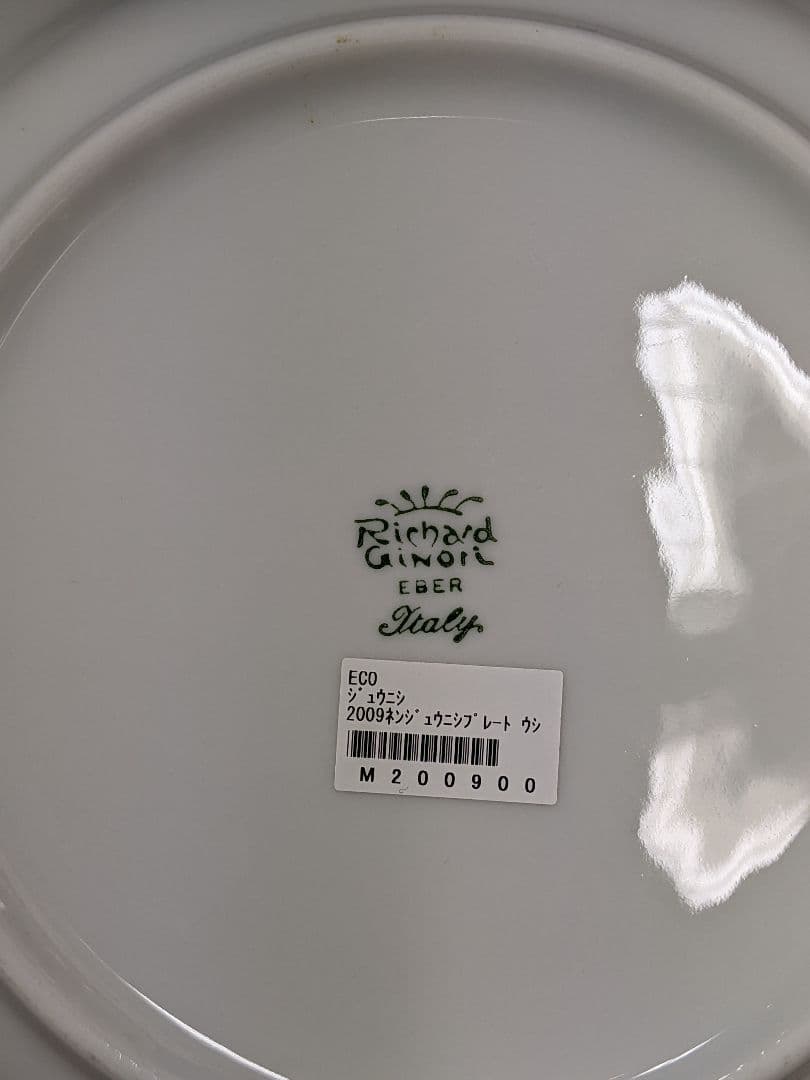 Richard
GiNORi
EBER
Italy
ECO
ｼﾞｭｳﾆｼ
2009ﾈﾝｼﾞｭｳﾆｼﾌﾟﾚｰﾄ ｳｼ
M200900